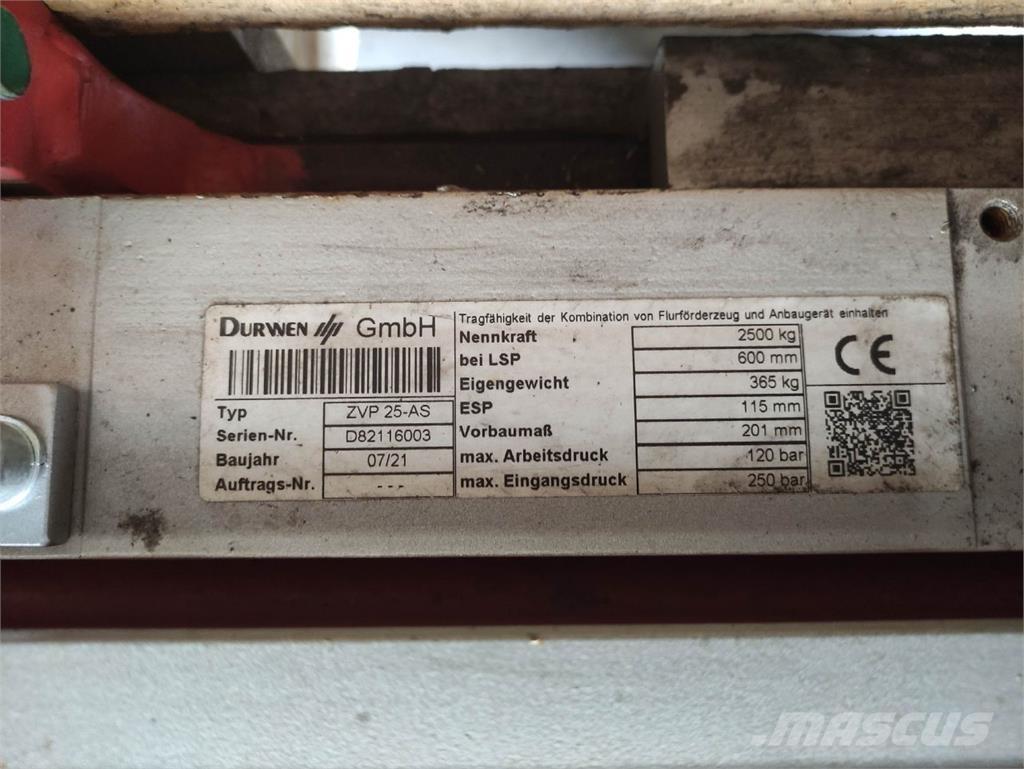 DURWEN GmbH
Typ ZVP 25-AS
Serien-Nr. D82116003
Baujahr 07/21
Auftrags-Nr. - - -
Tragfähigkeit der Kombination von Flurförderzeug und Anbaugerät einhalten
Nennkraft 2500 kg
bei LSP 600 mm
Eigengewicht 365 kg
ESP 115 mm
Vorbaumaß 201 mm
max. Arbeitsdruck 120 bar
max. Eingangsdruck 250 bar
CE
MASCUS